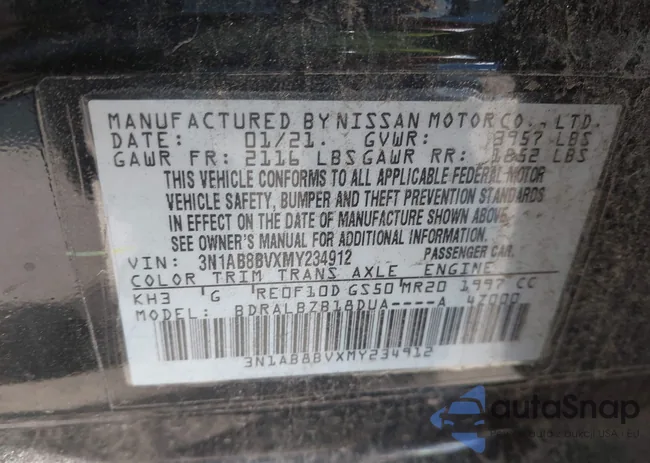 MANUFACTURED BY NISSAN MOTOR CO., LTD.
DATE: 01/21. GVWR: 3957 LBS
GAWR FR: 2116 LBS GAWR RR: 1852 LBS
THIS VEHICLE CONFORMS TO ALL APPLICABLE FEDERAL MOTOR
VEHICLE SAFETY, BUMPER AND THEFT PREVENTION STANDARDS
IN EFFECT ON THE DATE OF MANUFACTURE SHOWN ABOVE.
SEE OWNER'S MANUAL FOR ADDITIONAL INFORMATION.
VIN: 3N1AB8BVXMY234912 PASSENGER CAR.
COLOR TRIM TRANS AXLE ENGINE
KH3 G RE0F10D GS50 MR20 1997 CC
MODEL: BDRALBZB18DUA----A 4Z000
3N1AB8BVXMY234912
autoSnap